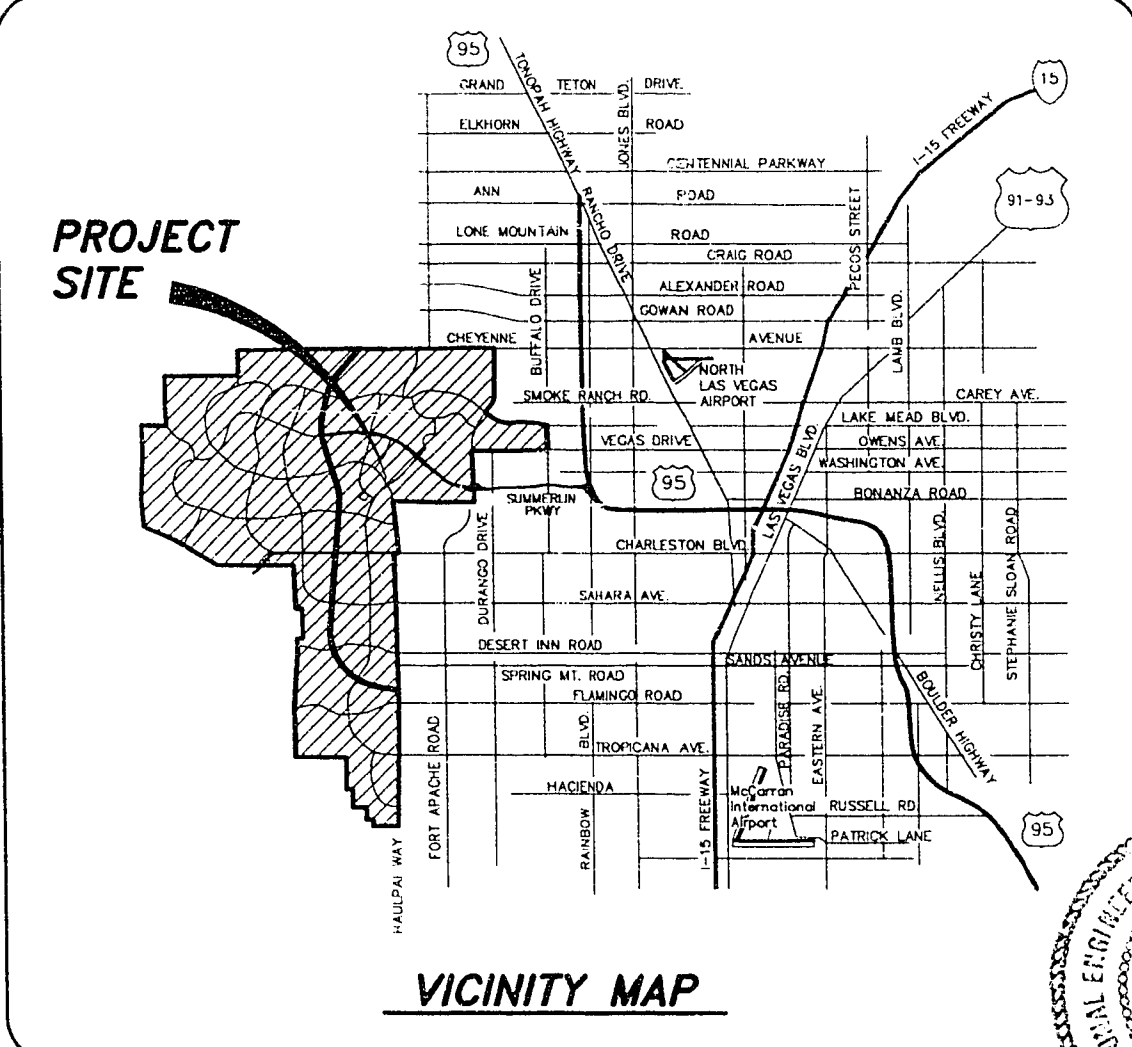 95
TONOPAH HIGHWAY
GRAND TETON DRIVE
JONES BLVD.
15
ELKHORN ROAD
I-15 FREEWAY
CENTENNIAL PARKWAY
ANN ROAD
91-93
PROJECT
SITE
RANCHO DRIVE
PECOS STREET
LONE MOUNTAIN ROAD
CRAIG ROAD
BUFFALO DRIVE
ALEXANDER ROAD
GOWAN ROAD
LAMB BLVD.
CHEYENNE AVENUE
NORTH
LAS VEGAS
AIRPORT
SMOKE RANCH RD.
CAREY AVE.
LAKE MEAD BLVD.
VEGAS DRIVE
OWENS AVE.
WASHINGTON AVE.
95
LAS VEGAS BLVD.
BONANZA ROAD
SUMMERLIN
PKWY
DURANGO DRIVE
CHARLESTON BLVD
NELLIS BLVD.
STEPHANIE SLOAN ROAD
CHRISTY LANE
SAHARA AVE.
DESERT INN ROAD
SANDS AVENUE
SPRING MT. ROAD
FLAMINGO ROAD
PARADISE RD.
EASTERN AVE.
BOULDER HIGHWAY
FORT APACHE ROAD
RAINBOW BLVD.
TROPICANA AVE.
HACIENDA
I-15 FREEWAY
McCarran
International
Airport
RUSSELL RD.
PATRICK LANE
95
HAULPAI WAY
VICINITY MAP